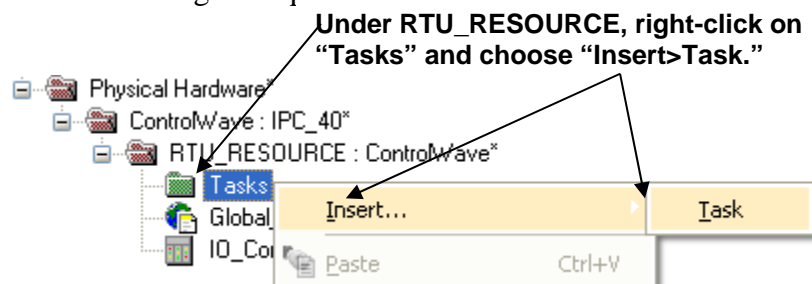 Under RTU_RESOURCE, right-click on
“Tasks” and choose “Insert>Task.”
Physical Hardware*
ControlWave : IPC_40*
RTU_RESOURCE : ControlWave*
Tasks
Insert...
Task
Global_
IO_Co
Paste Ctrl+V